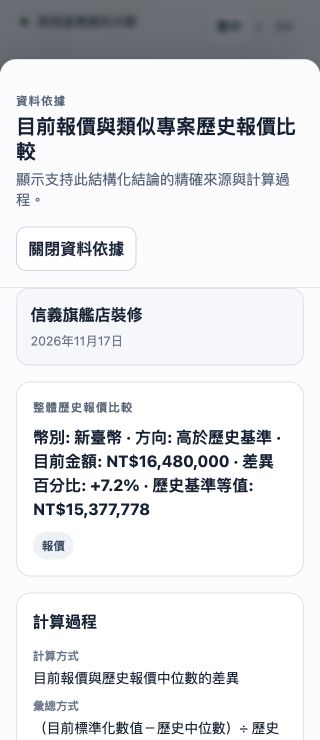 資料依據
目前報價與類似專案歷史報價比
較
顯示支持此結構化結論的精確來源與計算過
程。
關閉資料依據
信義旗艦店裝修
2026年11月17日
整體歷史報價比較
幣別: 新臺幣 · 方向: 高於歷史基準 ·
目前金額: NT$16,480,000 · 差異
百分比: +7.2% · 歷史基準等值:
NT$15,377,778
報價
計算過程
計算方式
目前報價與歷史報價中位數的差異
彙總方式
（目前標準化數值－歷史中位數）÷ 歷史